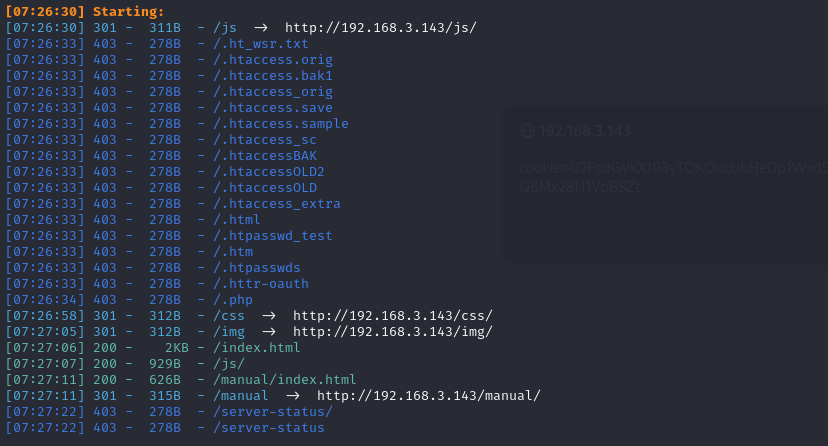 [07:26:30] Starting:
[07:26:30] 301 -  311B  - /js  ->  http://192.168.3.143/js/
[07:26:33] 403 -  278B  - /.ht_wsr.txt
[07:26:33] 403 -  278B  - /.htaccess.orig
[07:26:33] 403 -  278B  - /.htaccess.bak1
[07:26:33] 403 -  278B  - /.htaccess_orig
[07:26:33] 403 -  278B  - /.htaccess.save
[07:26:33] 403 -  278B  - /.htaccess.sample
[07:26:33] 403 -  278B  - /.htaccess_sc
[07:26:33] 403 -  278B  - /.htaccessBAK
[07:26:33] 403 -  278B  - /.htaccessOLD2
[07:26:33] 403 -  278B  - /.htaccessOLD
[07:26:33] 403 -  278B  - /.htaccess_extra
[07:26:33] 403 -  278B  - /.html
[07:26:33] 403 -  278B  - /.htpasswd_test
[07:26:33] 403 -  278B  - /.htm
[07:26:33] 403 -  278B  - /.htpasswds
[07:26:33] 403 -  278B  - /.httr-oauth
[07:26:34] 403 -  278B  - /.php
[07:26:58] 301 -  312B  - /css  ->  http://192.168.3.143/css/
[07:27:05] 301 -  312B  - /img  ->  http://192.168.3.143/img/
[07:27:06] 200 -    2KB - /index.html
[07:27:07] 200 -  929B  - /js/
[07:27:11] 200 -  626B  - /manual/index.html
[07:27:11] 301 -  315B  - /manual  ->  http://192.168.3.143/manual/
[07:27:22] 403 -  278B  - /server-status/
[07:27:22] 403 -  278B  - /server-status
192.168.3.143